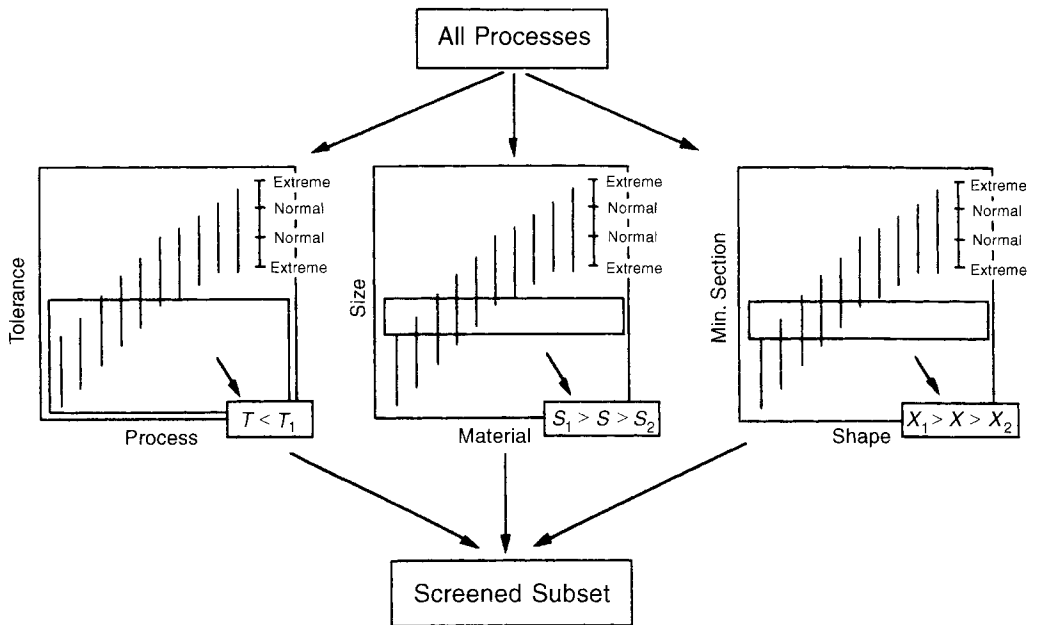 All Processes
Tolerance
Extreme
Normal
Normal
Extreme
T < T₁
Process
Size
Extreme
Normal
Normal
Extreme
S₁ > S > S₂
Material
Min. Section
Extreme
Normal
Normal
Extreme
X₁ > X > X₂
Shape
Screened Subset